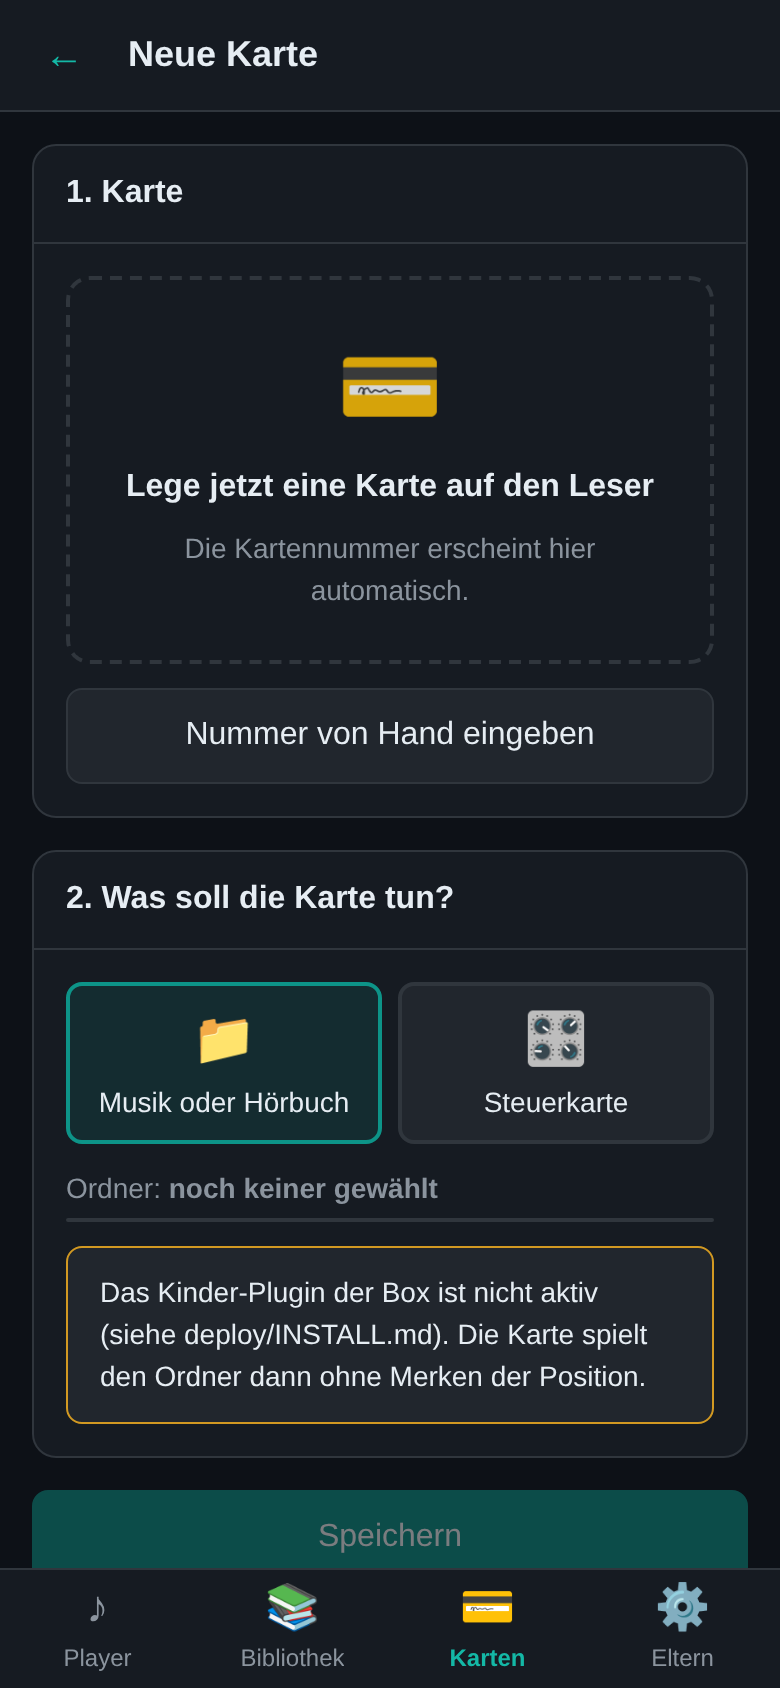 ← Neue Karte
1. Karte
Lege jetzt eine Karte auf den Leser
Die Kartennummer erscheint hier
automatisch.
Nummer von Hand eingeben
2. Was soll die Karte tun?
Musik oder Hörbuch
Steuerkarte
Ordner: noch keiner gewählt
Das Kinder-Plugin der Box ist nicht aktiv
(siehe deploy/INSTALL.md). Die Karte spielt
den Ordner dann ohne Merken der Position.
Speichern
Player
Bibliothek
Karten
Eltern